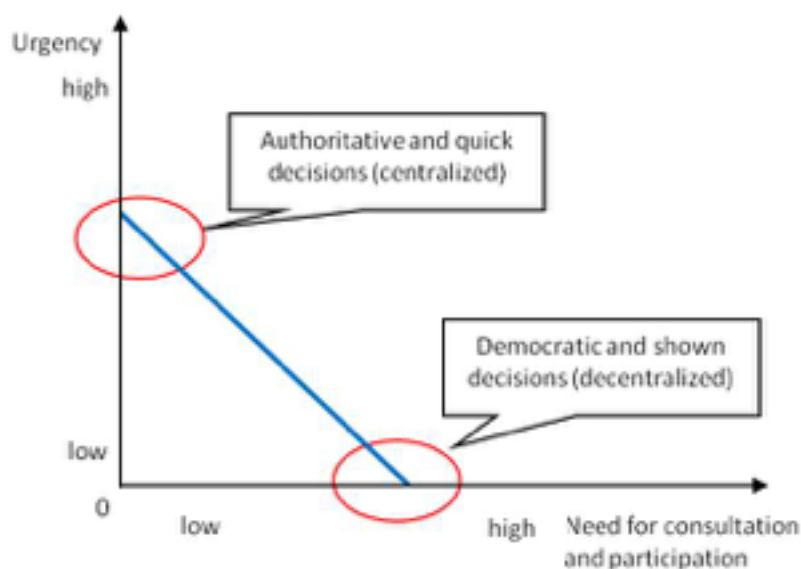 Urgency
high
Authoritative and quick
decisions (centralized)
Democratic and shown
decisions (decentralized)
low
0
low
high
Need for consultation
and participation